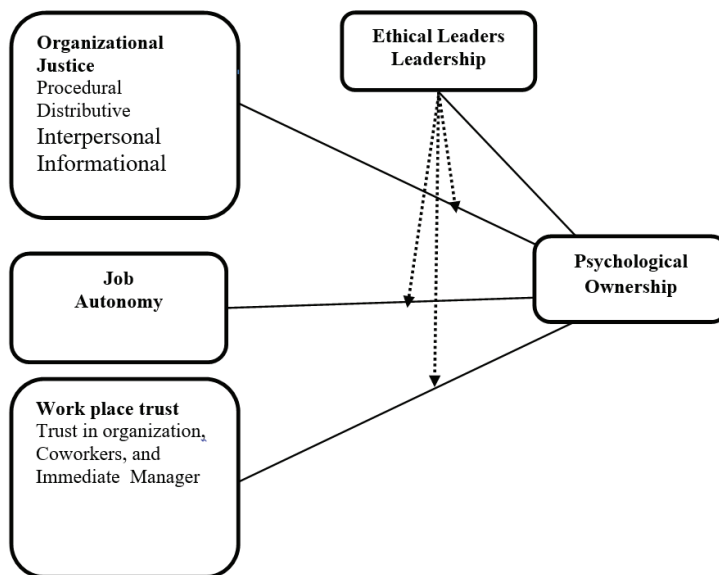 Organizational
Justice
Procedural
Distributive
Interpersonal
Informational
Ethical Leaders
Leadership
Job
Autonomy
Psychological
Ownership
Work place trust
Trust in organization,
Coworkers, and
Immediate Manager